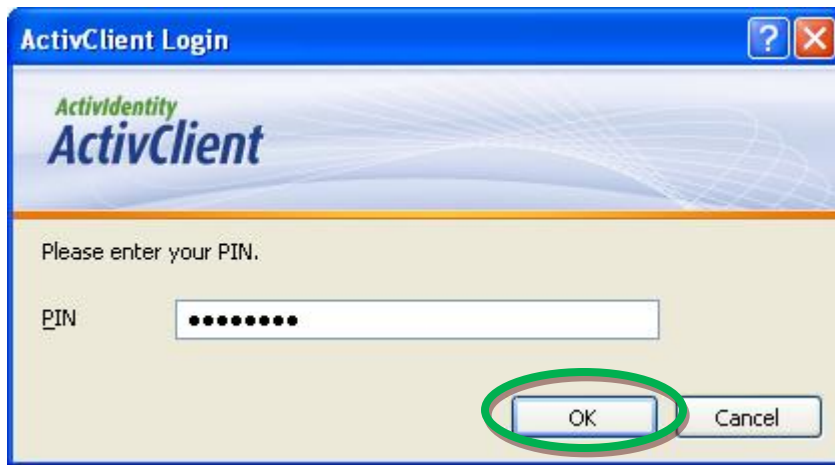 ActivClient Login
ActivIdentity
ActivClient
Please enter your PIN.
PIN ●●●●●●●●
OK Cancel